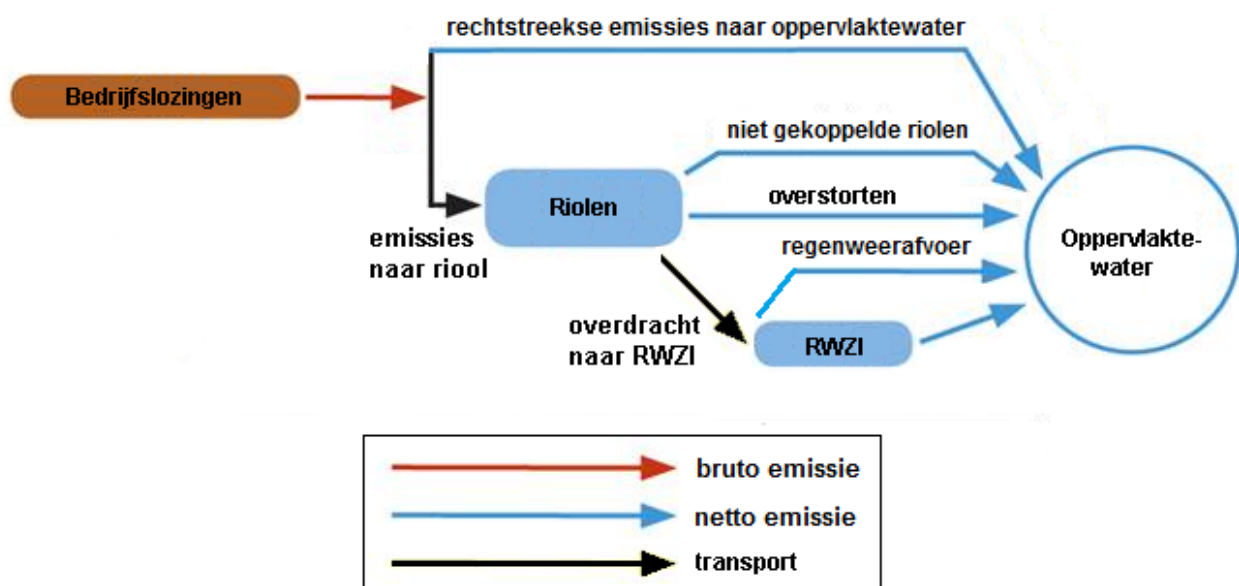 rechtstreekse emissies naar oppervlaktewater
Bedrijfslozingen
niet gekoppelde riolen
Riolen
overstorten
emissies
naar riool
regenweerafvoer
Oppervlakte-
water
overdracht
naar RWZI
RWZI
bruto emissie
netto emissie
transport